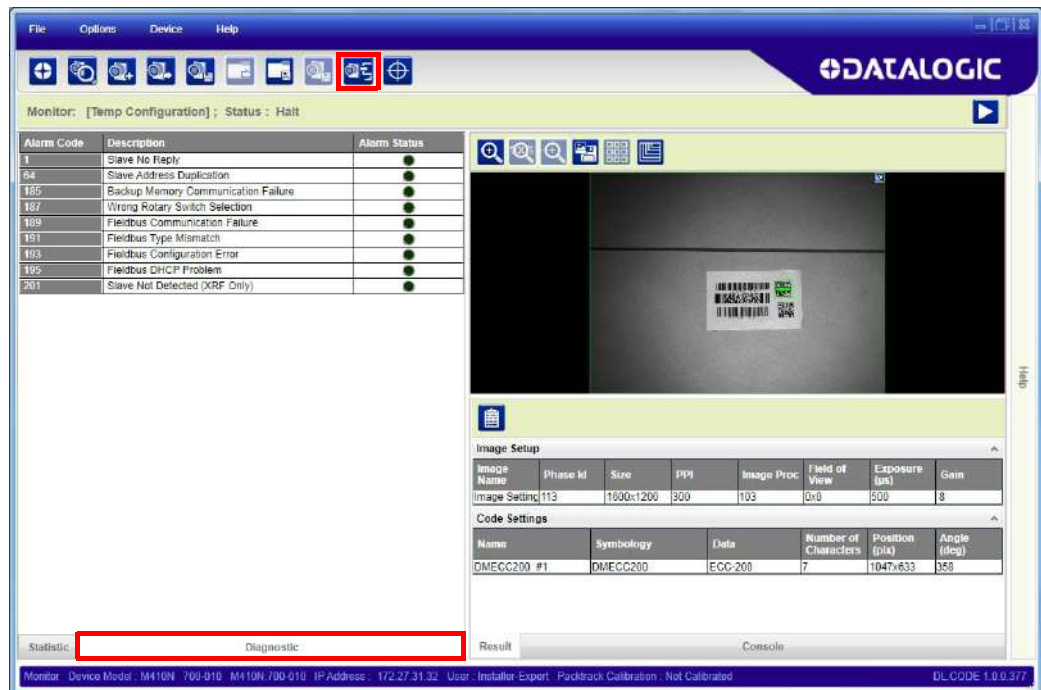 File Options Device Help
DATALOGIC
Monitor: [Temp Configuration] ; Status : Halt
Alarm Code Description Alarm Status
1 Slave No Reply
64 Slave Address Duplication
185 Backup Memory Communication Failure
187 Wrong Rotary Switch Selection
189 Fieldbus Communication Failure
191 Fieldbus Type Mismatch
193 Fieldbus Configuration Error
195 Fieldbus DHCP Problem
201 Slave Not Detected (XRF Only)
Statistic Diagnostic
Image Setup
Image Name Phase Id Size PPI Image Proc Field of View Exposure (µs) Gain
Image Setting 113 1600x1200 300 103 0x0 500 8
Code Settings
Name Symbology Data Number of Characters Position (pix) Angle (deg)
DMECC200 #1 DMECC200 ECC-200 7 1047x633 358
Result Console
Help
Monitor Device Model : M410N 700-010 M410N:700-010 IP Address : 172.27.31.32 User : Installer-Expert Packtrack Calibration : Not Calibrated DL.CODE 1.0.0.377